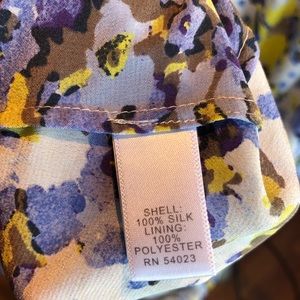 SHELL:
100% SILK
LINING:
100%
POLYESTER
RN 54023